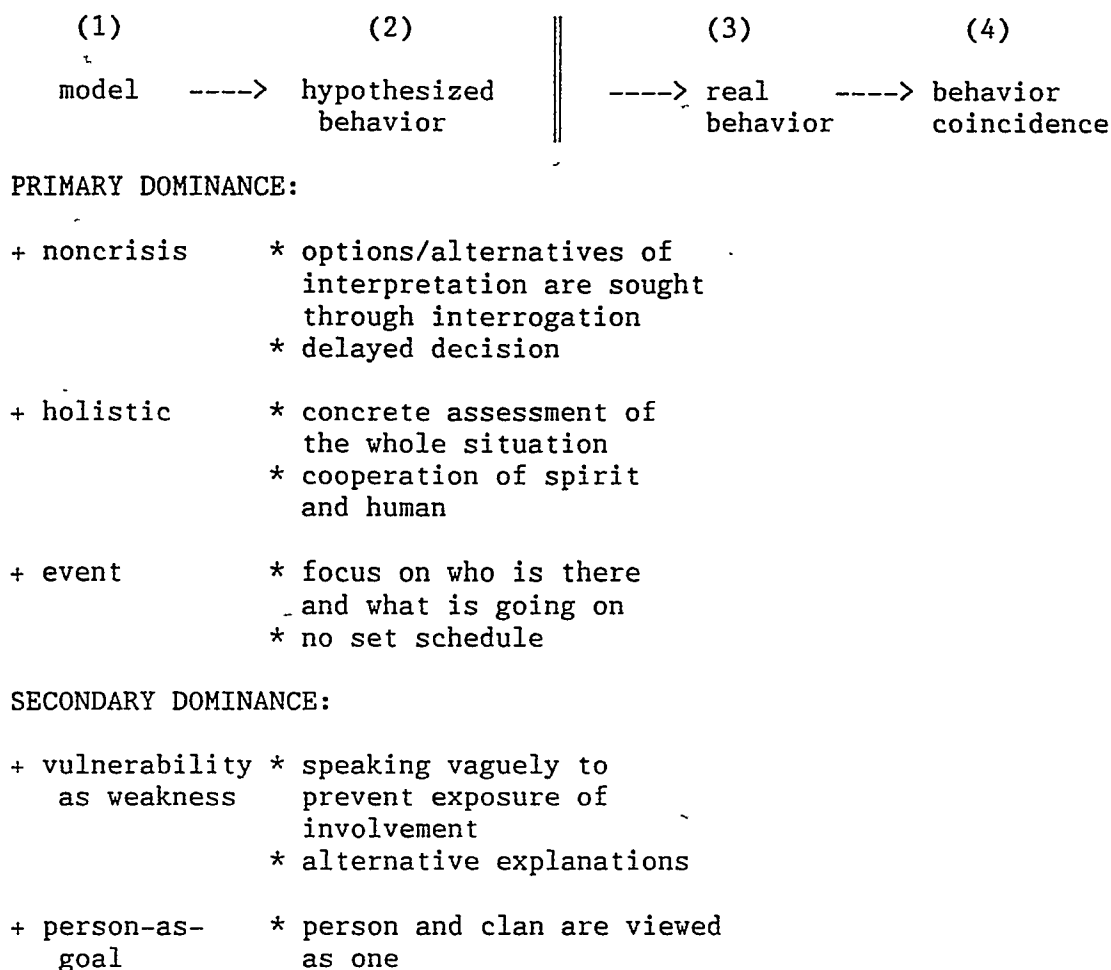 (1) (2) (3) (4)
model ----> hypothesized ----> real ----> behavior
behavior behavior coincidence
PRIMARY DOMINANCE:
+ noncrisis * options/alternatives of
interpretation are sought
through interrogation
* delayed decision
+ holistic * concrete assessment of
the whole situation
* cooperation of spirit
and human
+ event * focus on who is there
and what is going on
* no set schedule
SECONDARY DOMINANCE:
+ vulnerability * speaking vaguely to
as weakness prevent exposure of
involvement
* alternative explanations
+ person-as- * person and clan are viewed
goal as one